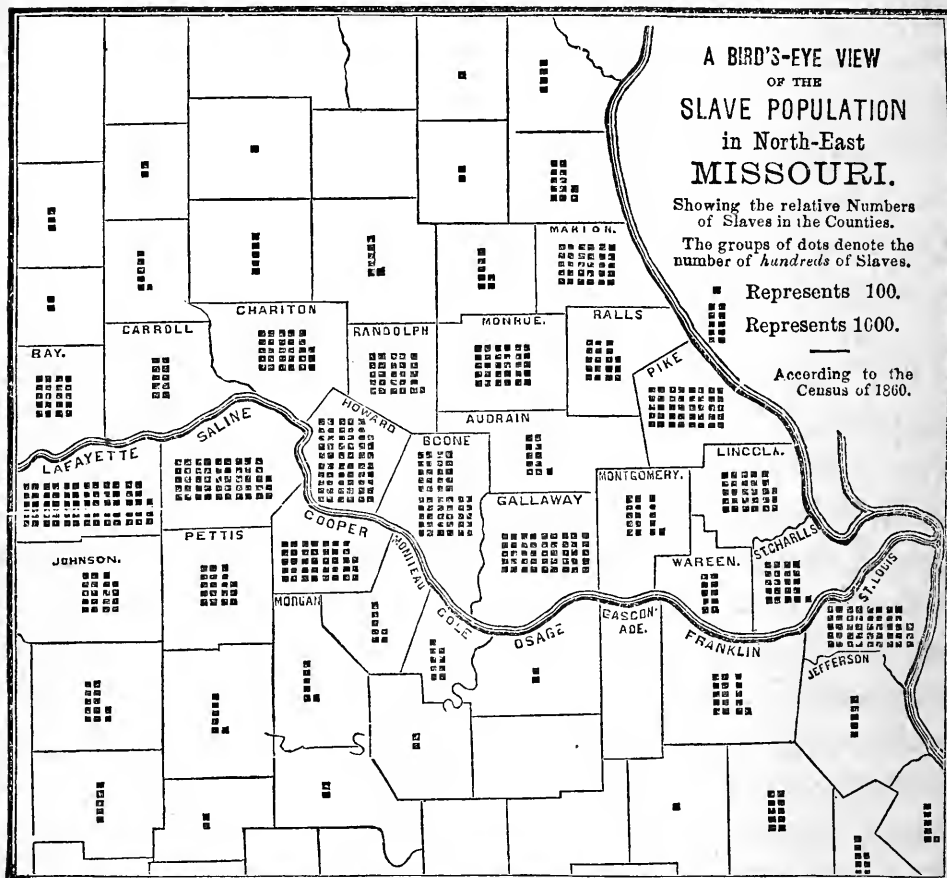 A BIRD'S-EYE VIEW
OF THE
SLAVE POPULATION
in North-East
MISSOURI.
Showing the relative Numbers
of Slaves in the Counties.
The groups of dots denote the
number of hundreds of Slaves.
Represents 100.
Represents 1000.
According to the
Census of 1860.
MARION.
CHARITON
CARROLL
RANDOLPH
MONRUE.
RALLS
RAY.
PIKE
HOWARD
SALINE
AUDRAIN
BOONE
LAFAYETTE
LINCOLA.
MONTGOMERY.
GALLAWAY
COOPER
PETTIS
ST. CHARLLS
JOHNSON.
MONITEAU
WAREEN.
ST. LOUIS
MORGAN
COLE
OSAGE
GASCON-
ADE.
FRANKLIN
JEFFERSON